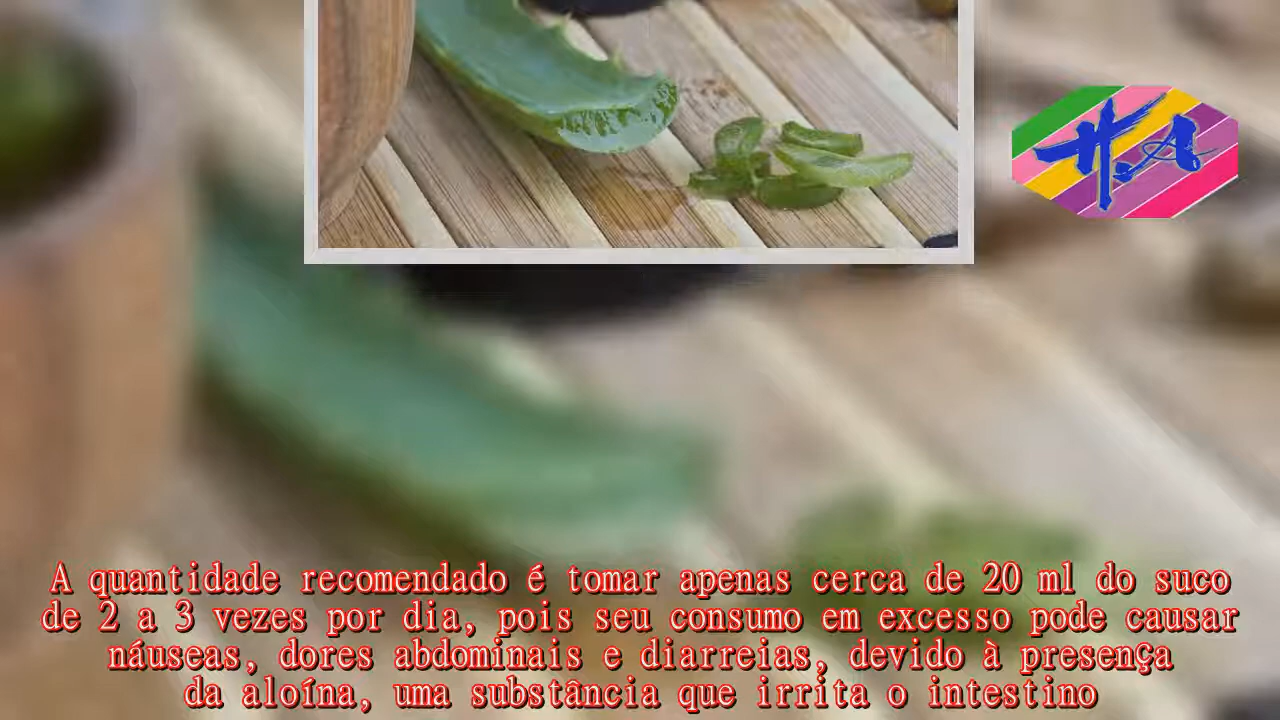 HA
A quantidade recomendado é tomar apenas cerca de 20 ml do suco
de 2 a 3 vezes por dia, pois seu consumo em excesso pode causar
náuseas, dores abdominais e diarreias, devido à presença
da aloína, uma substância que irrita o intestino